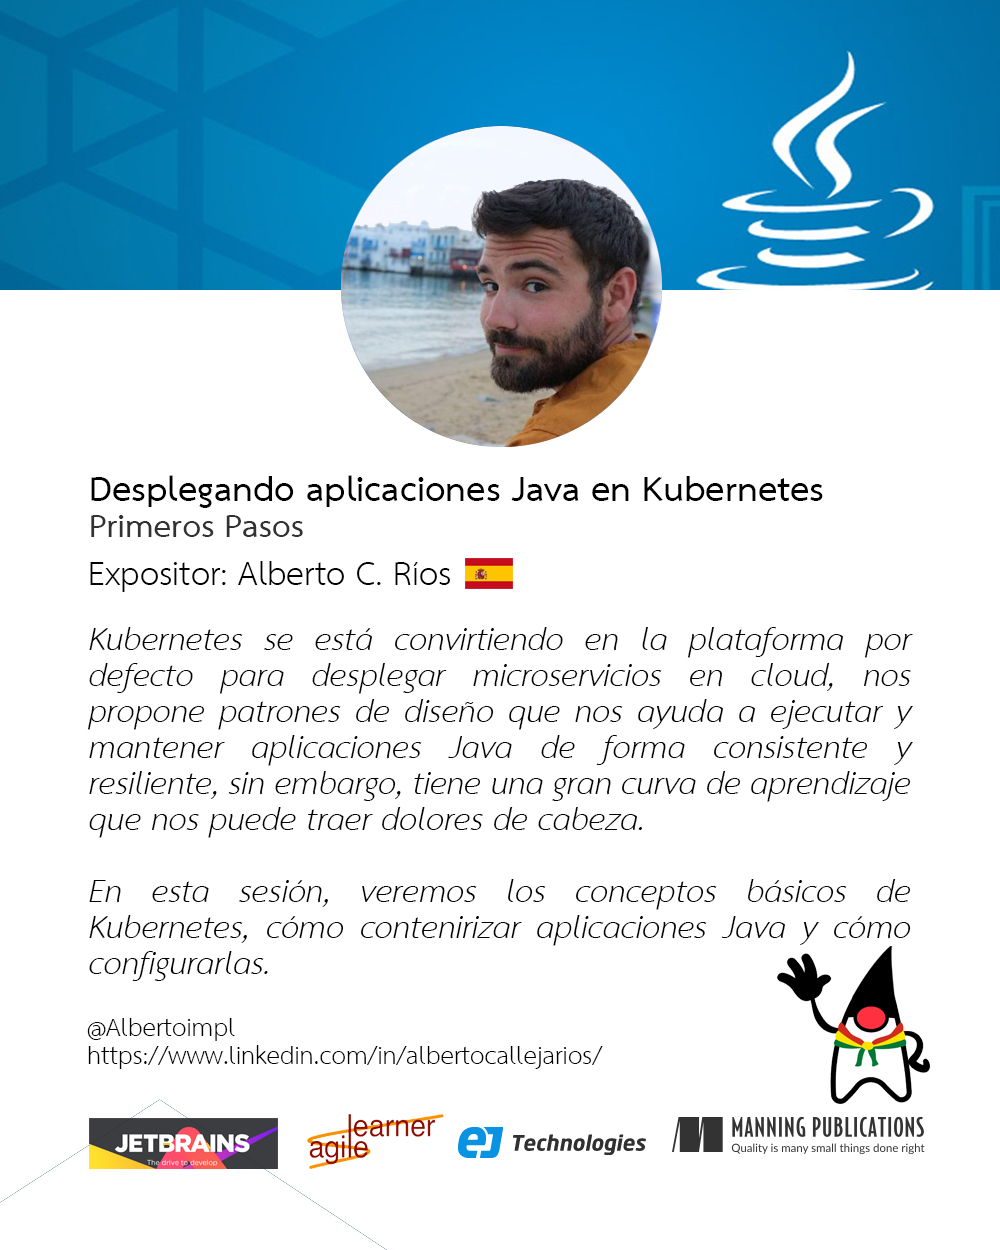 Desplegando aplicaciones Java en Kubernetes
Primeros Pasos
Expositor: Alberto C. Ríos
Kubernetes se está convirtiendo en la plataforma por
defecto para desplegar microservicios en cloud, nos
propone patrones de diseño que nos ayuda a ejecutar y
mantener aplicaciones Java de forma consistente y
resiliente, sin embargo, tiene una gran curva de aprendizaje
que nos puede traer dolores de cabeza.
En esta sesión, veremos los conceptos básicos de
Kubernetes, cómo contenirizar aplicaciones Java y cómo
configurarlas.
@Albertoimpl
https://www.linkedin.com/in/albertocallejarios/
JETBRAINS
The drive to develop
agile learner
ej Technologies
MANNING PUBLICATIONS
Quality is many small things done right